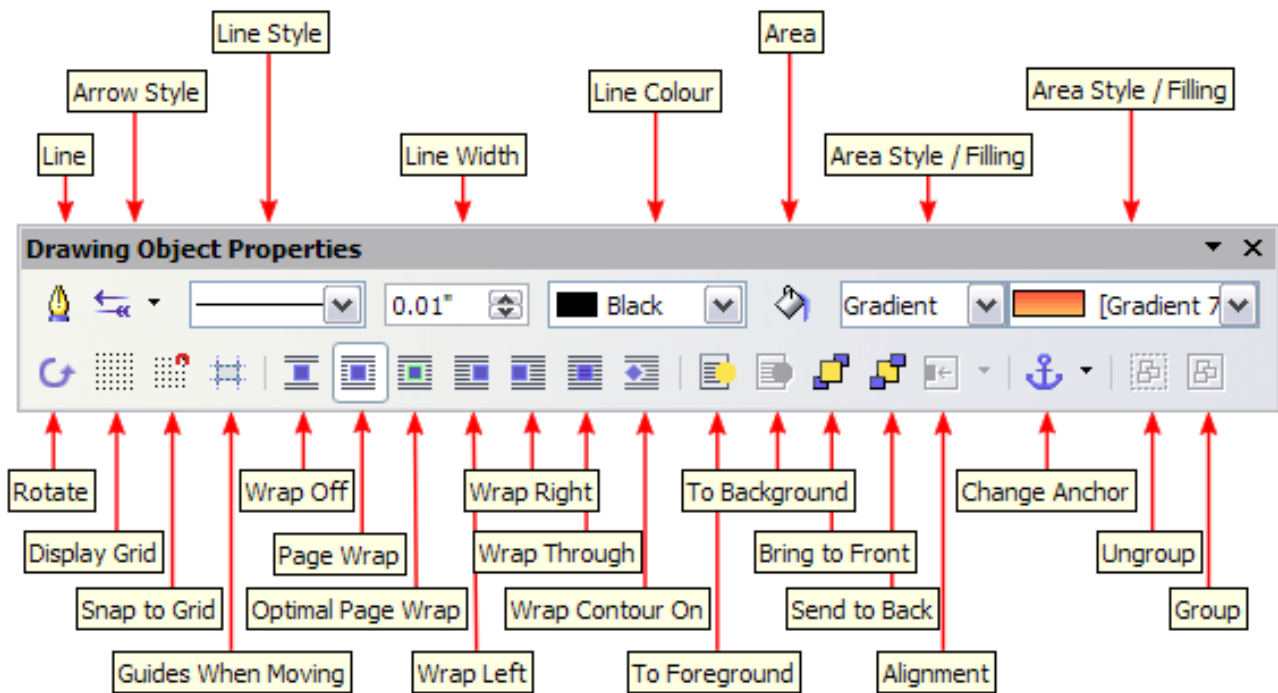 Line Style
Area
Arrow Style
Line Colour
Area Style / Filling
Line
Line Width
Area Style / Filling
Drawing Object Properties
0.01"
Black
Gradient
[Gradient 7
Rotate
Wrap Off
Wrap Right
To Background
Change Anchor
Display Grid
Page Wrap
Wrap Through
Bring to Front
Ungroup
Snap to Grid
Optimal Page Wrap
Wrap Contour On
Send to Back
Group
Guides When Moving
Wrap Left
To Foreground
Alignment